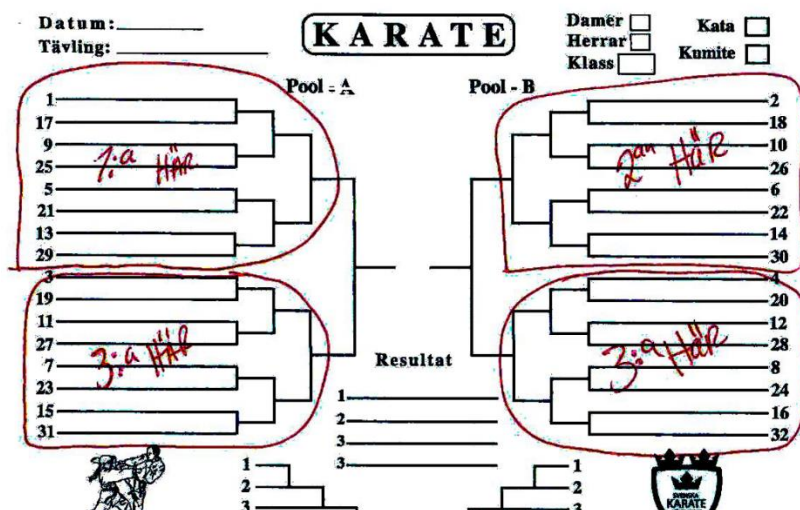 Datum:
Tävling:
KARATE
Damer
Herrar
Klass
Kata
Kumite
Pool - A
Pool - B
1
17
9
25
5
21
13
29
1:a HÄR
3
19
11
27
7
23
15
31
3:a HÄR
2
18
10
26
6
22
14
30
2an HäR
4
20
12
28
8
24
16
32
3:a HäR
Resultat
1
2
3
3
1
2
3
1
2
3
SVENSKA
KARATE